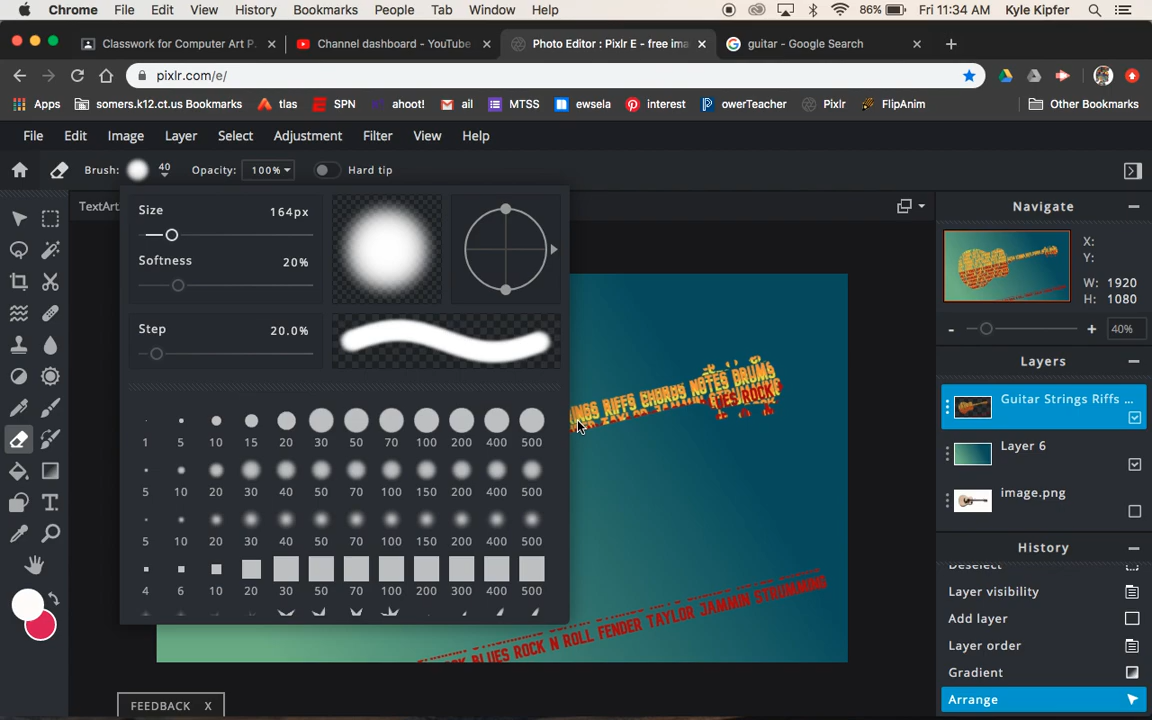 Chrome File Edit View History Bookmarks People Tab Window Help 86% Fri 11:34 AM Kyle Kipfer
Classwork for Computer Art P. Channel dashboard - YouTube Photo Editor : Pixlr E - free ima guitar - Google Search
pixlr.com/e/
Apps somers.k12.ct.us Bookmarks tlas SPN ahoot! ail MTSS ewsela interest owerTeacher Pixlr FlipAnim Other Bookmarks
File Edit Image Layer Select Adjustment Filter View Help
Brush: 40 Opacity: 100% Hard tip
TextArt
Size 164px
Softness 20%
Step 20.0%
1 5 10 15 20 30 50 70 100 200 400 500
5 10 20 30 40 50 70 100 150 200 400 500
5 10 20 30 40 50 70 100 150 200 400 500
4 6 10 20 30 40 50 100 200 300 400 500
RIFFS CHORDS NOTES DRUMS
BLUES ROCK N ROLL FENDER TAYLOR JAMMIN STRUMMING
FEEDBACK X
Navigate
X:
Y:
W: 1920
H: 1080
- + 40%
Layers
Guitar Strings Riffs ...
Layer 6
image.png
History
Deselect
Layer visibility
Add layer
Layer order
Gradient
Arrange